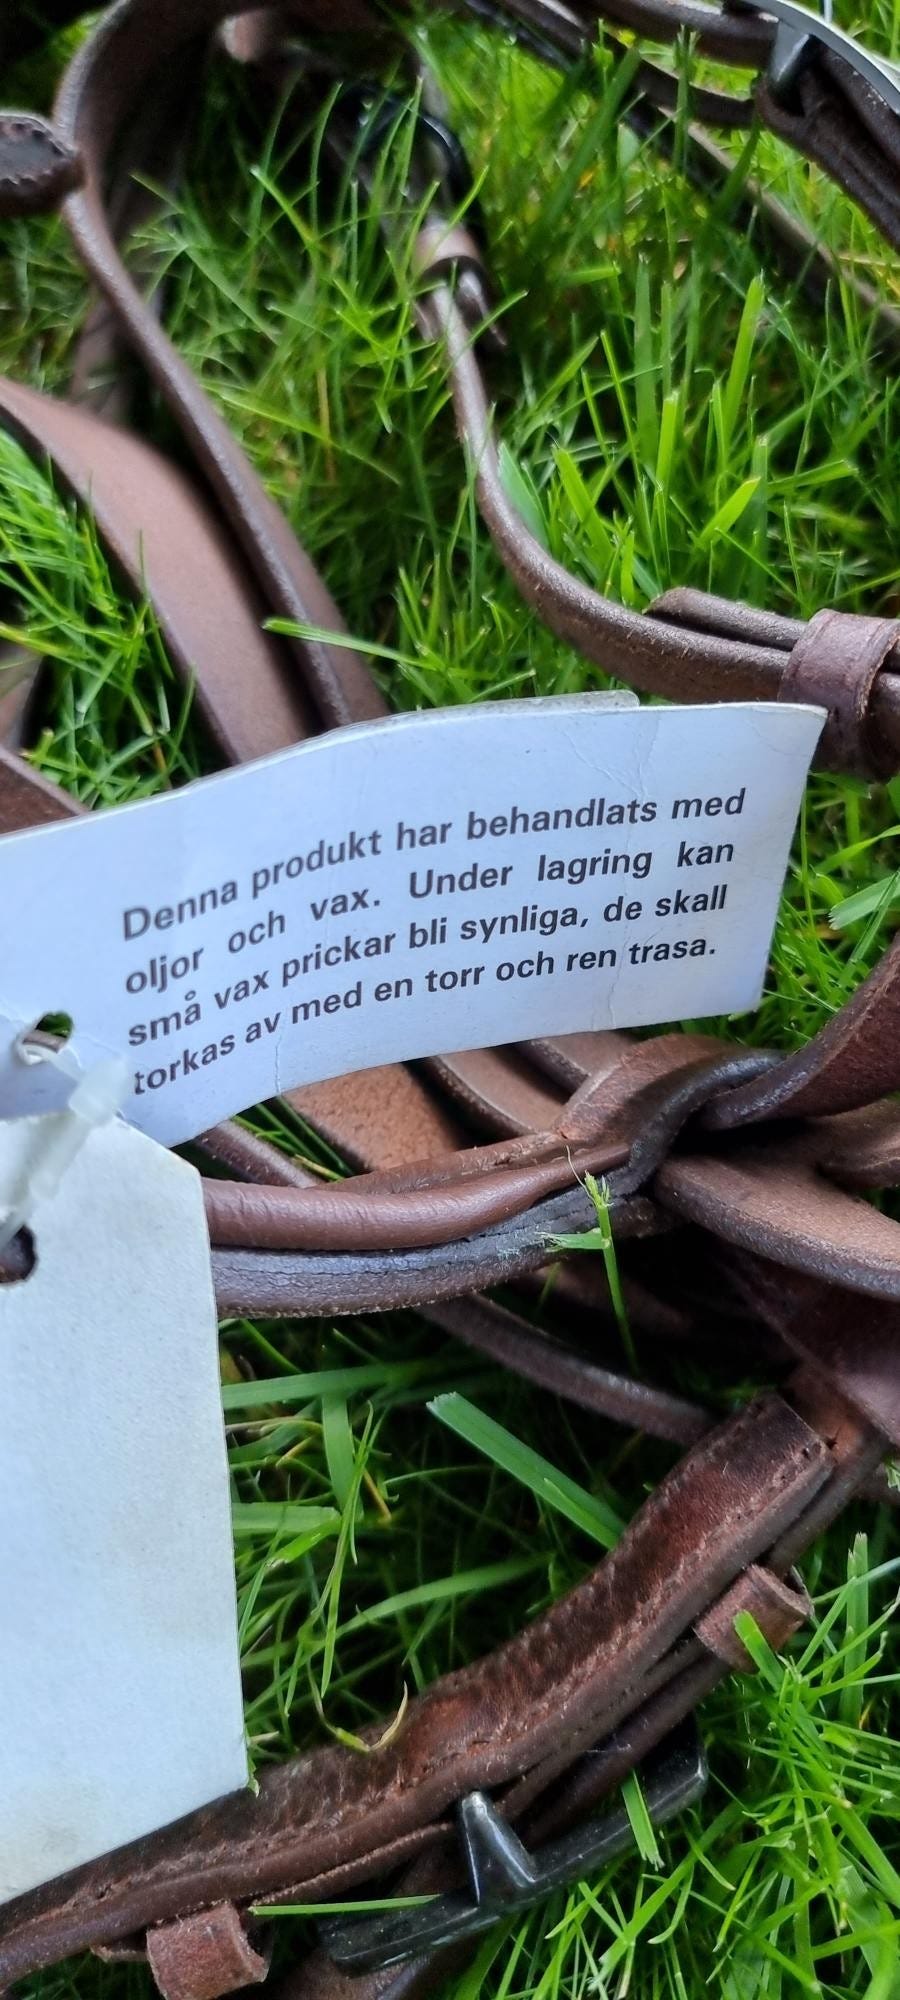 Denna produkt har behandlats med
oljor och vax. Under lagring kan
små vax prickar bli synliga, de skall
torkas av med en torr och ren trasa.